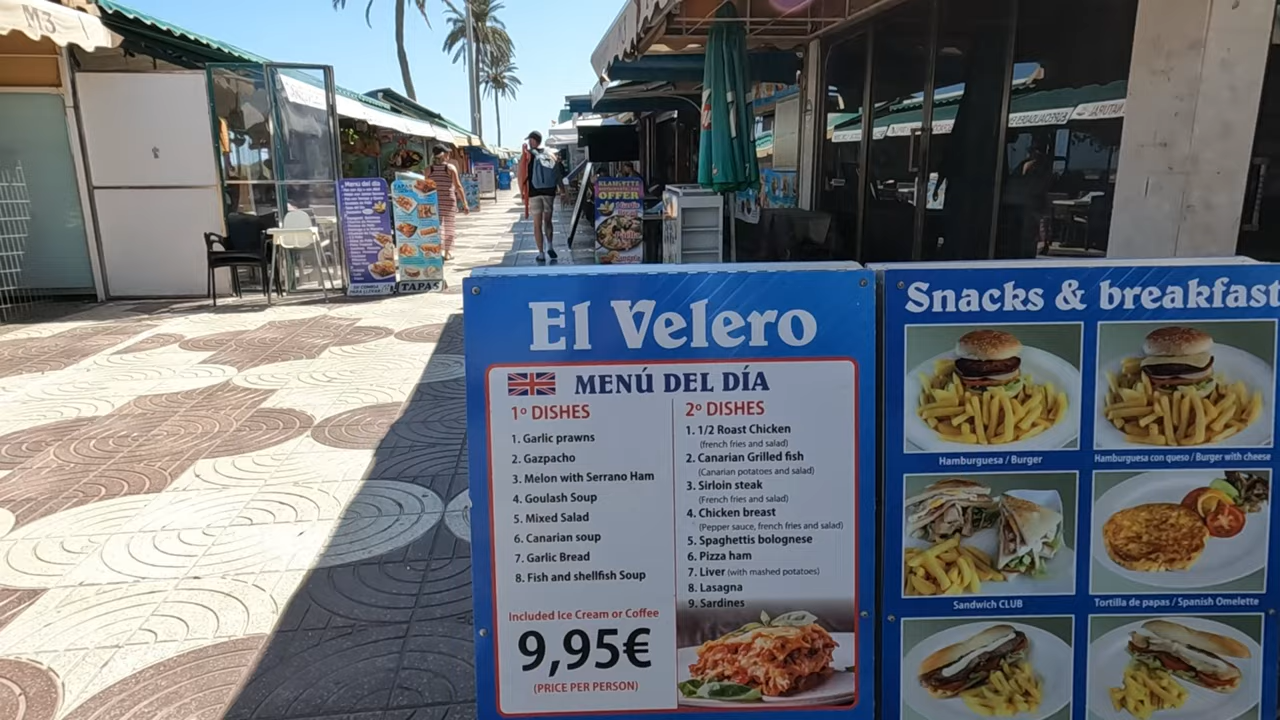 M3
Menú del día
TAPAS
OFFER
El Velero
MENÚ DEL DÍA
1º DISHES
1. Garlic prawns
2. Gazpacho
3. Melon with Serrano Ham
4. Goulash Soup
5. Mixed Salad
6. Canarian soup
7. Garlic Bread
8. Fish and shellfish Soup
Included Ice Cream or Coffee
9,95€
(PRICE PER PERSON)
2º DISHES
1. 1/2 Roast Chicken
(french fries and salad)
2. Canarian Grilled fish
(Canarian potatoes and salad)
3. Sirloin steak
(French fries and salad)
4. Chicken breast
(Pepper sauce, french fries and salad)
5. Spaghettis bolognese
6. Pizza ham
7. Liver (with mashed potatoes)
8. Lasagna
9. Sardines
Snacks & breakfast
Hamburguesa / Burger
Hamburguesa con queso / Burger with cheese
Sandwich CLUB
Tortilla de papas / Spanish Omelette